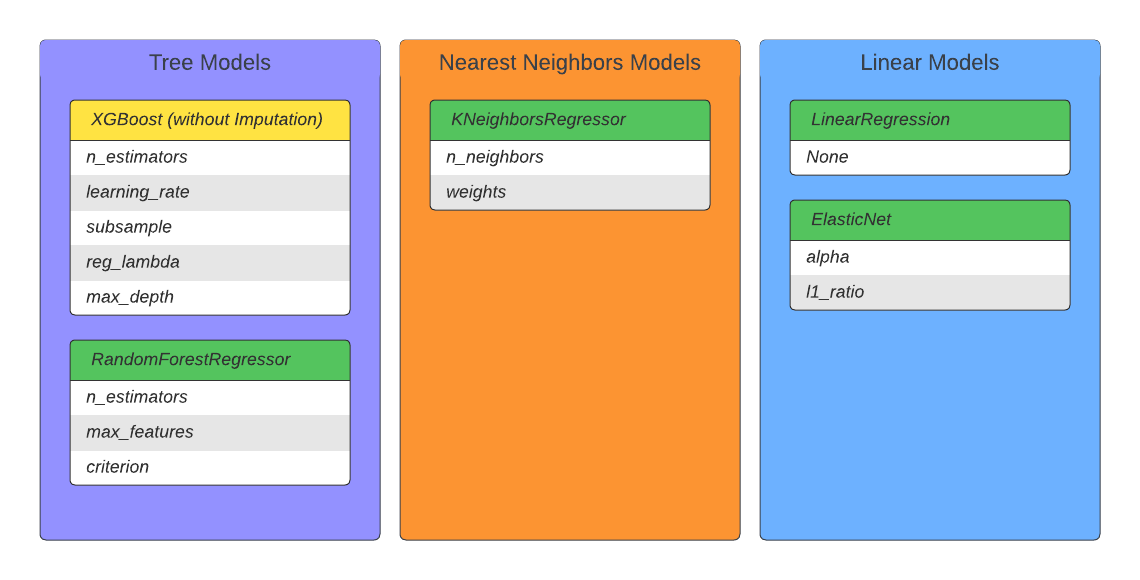 Tree Models
XGBoost (without Imputation)
n_estimators
learning_rate
subsample
reg_lambda
max_depth
RandomForestRegressor
n_estimators
max_features
criterion
Nearest Neighbors Models
KNeighborsRegressor
n_neighbors
weights
Linear Models
LinearRegression
None
ElasticNet
alpha
l1_ratio